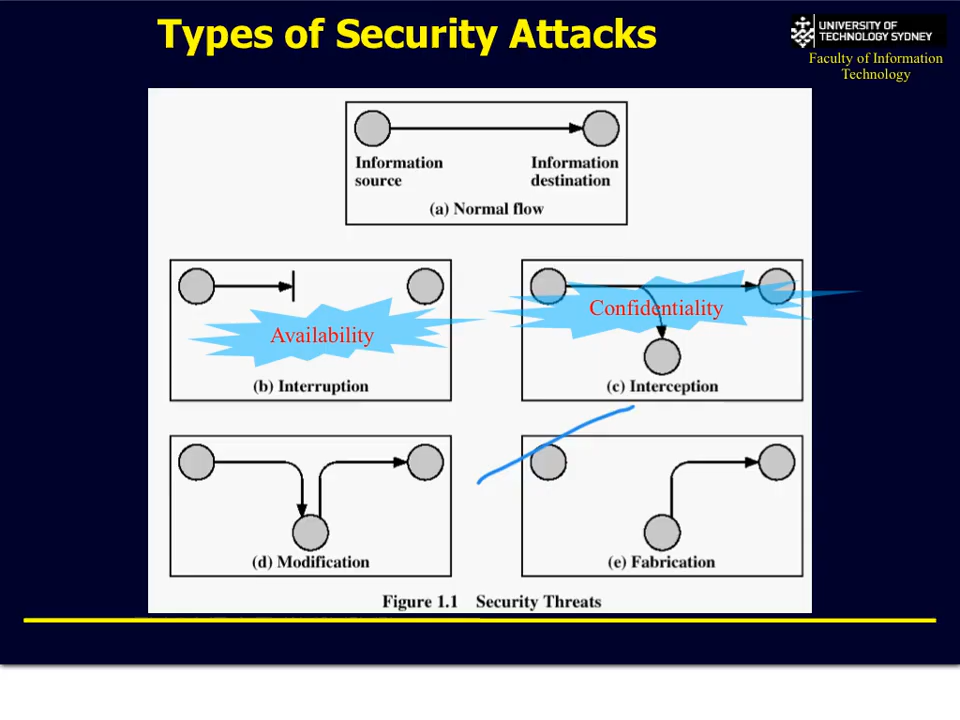 Types of Security Attacks
UNIVERSITY OF
TECHNOLOGY SYDNEY
Faculty of Information
Technology
Information
source
Information
destination
(a) Normal flow
Availability
(b) Interruption
Confidentiality
(c) Interception
(d) Modification
(e) Fabrication
Figure 1.1 Security Threats